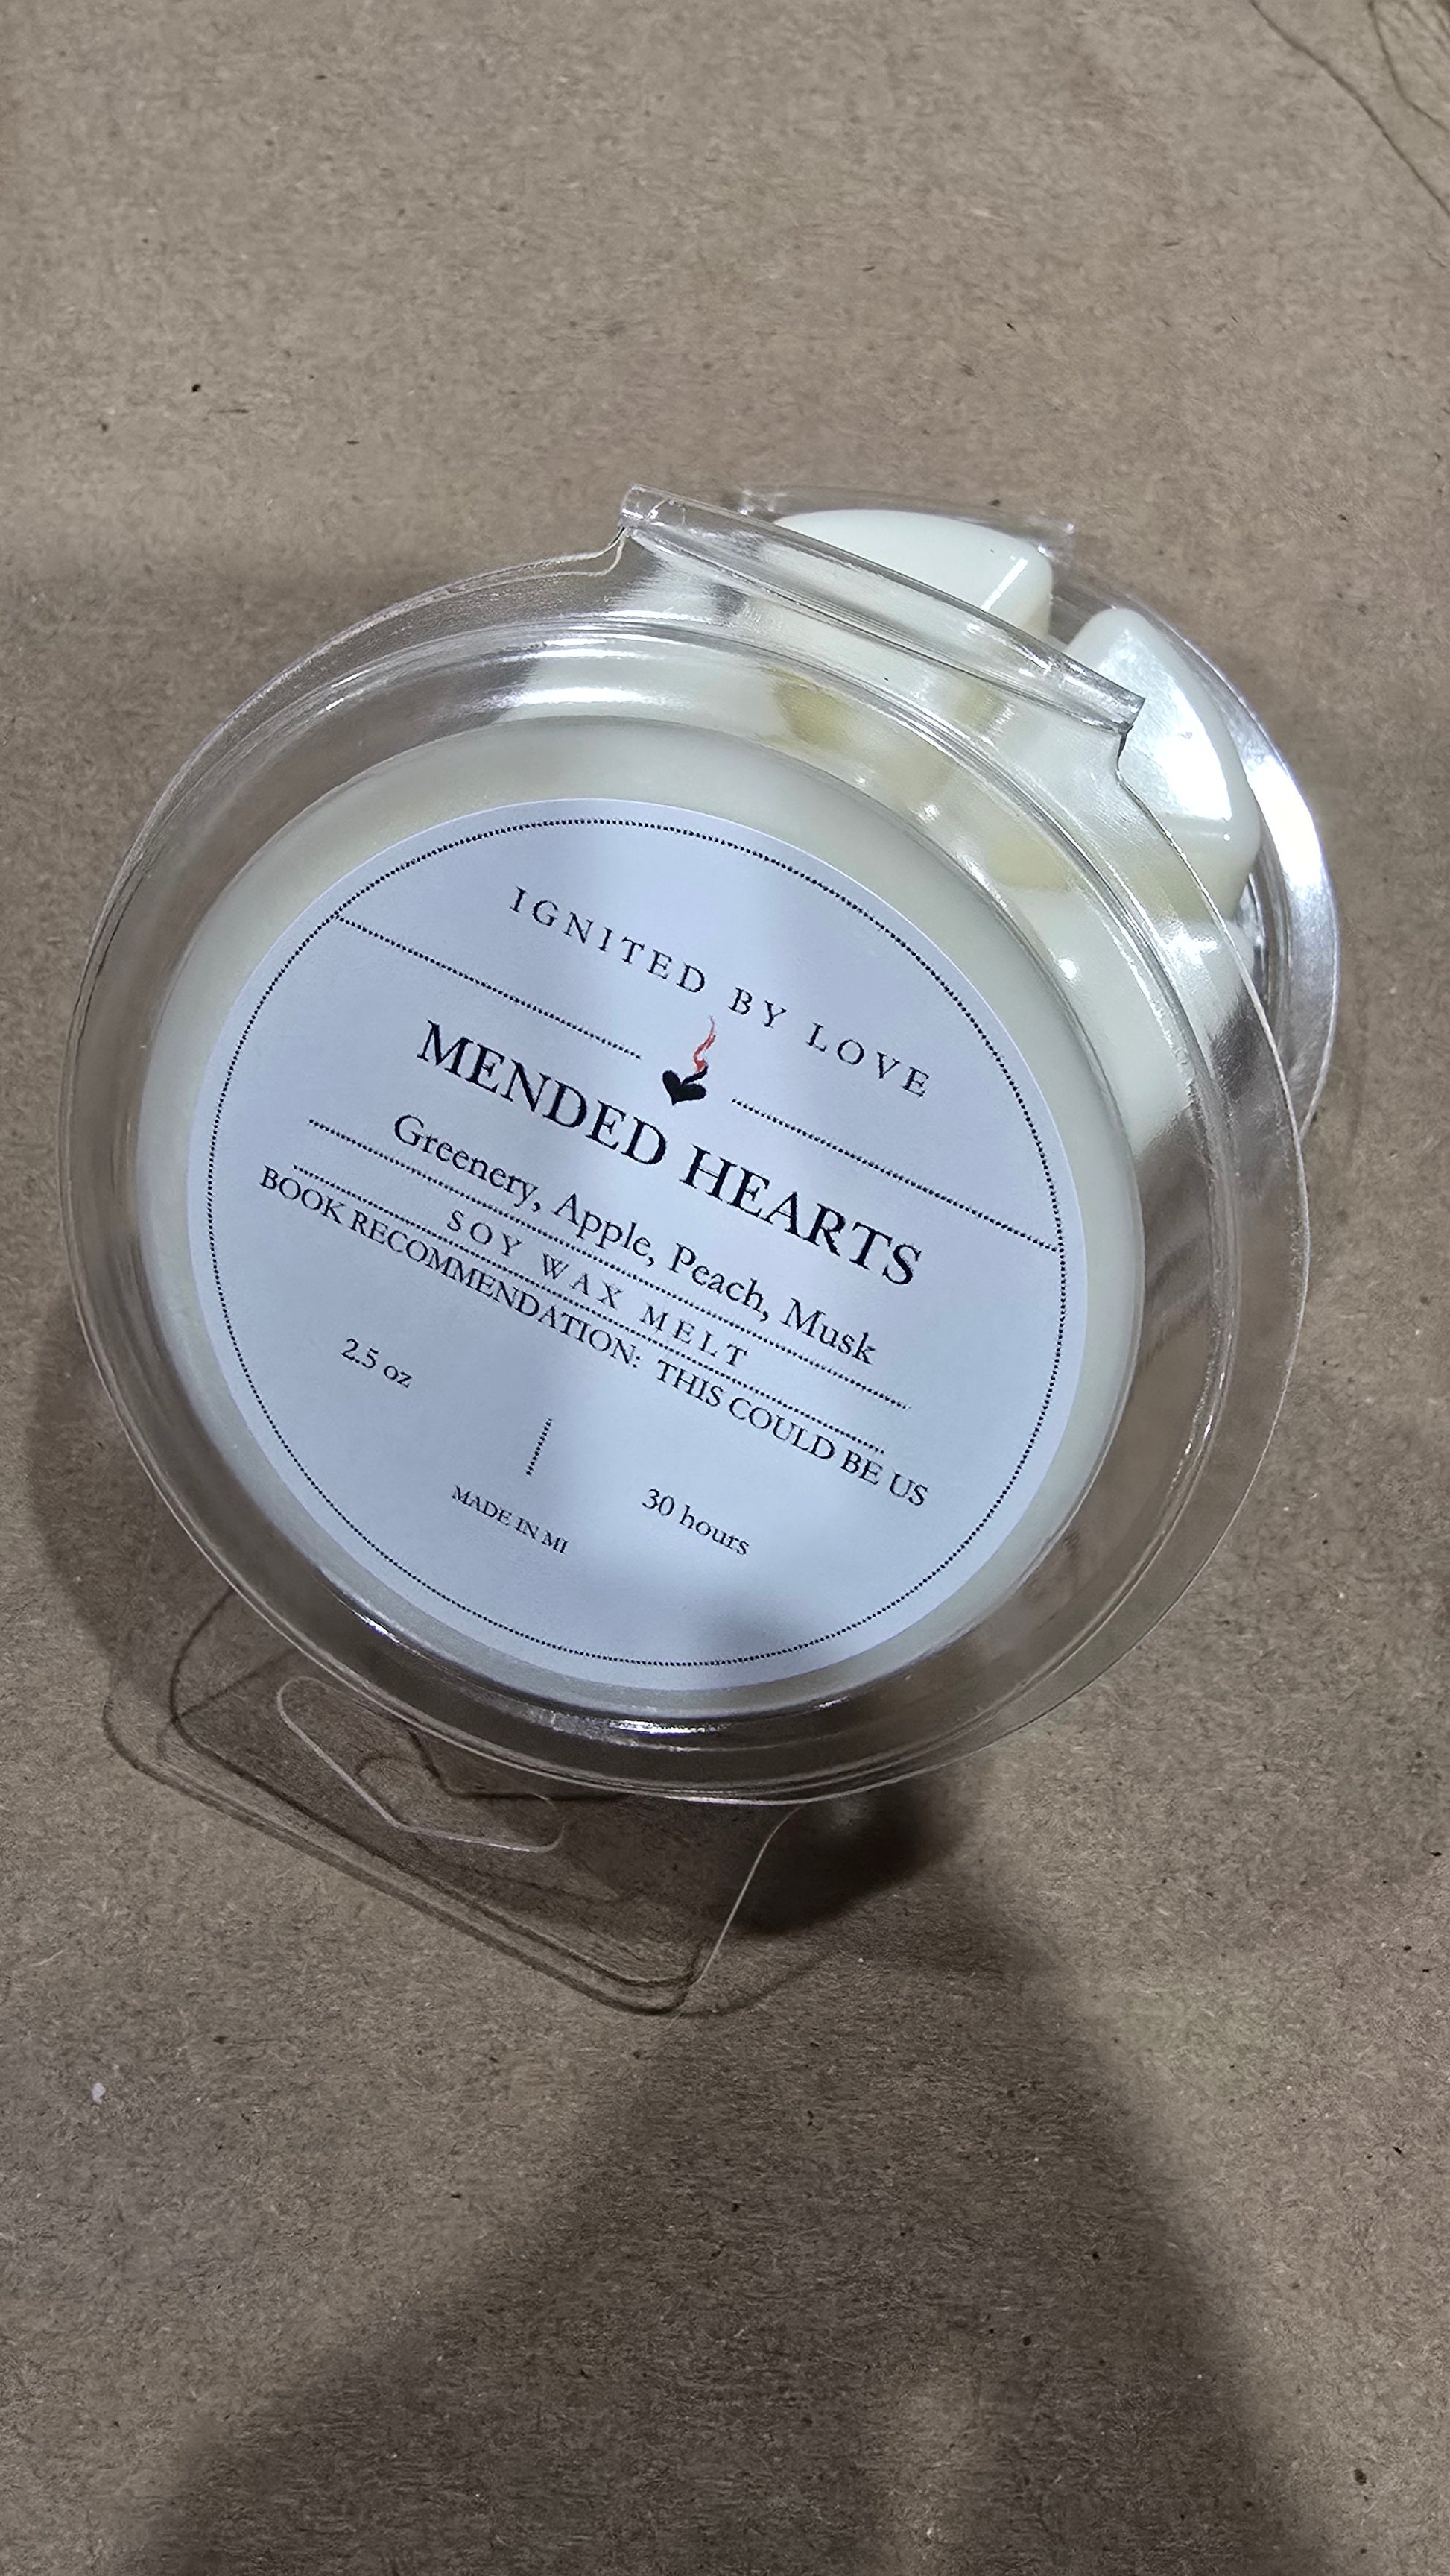 IGNITED BY LOVE
MENDED HEARTS
Greenery, Apple, Peach, Musk
SOY WAX MELT
BOOK RECOMMENDATION: THIS COULD BE US
2.5 oz
30 hours
MADE IN MI